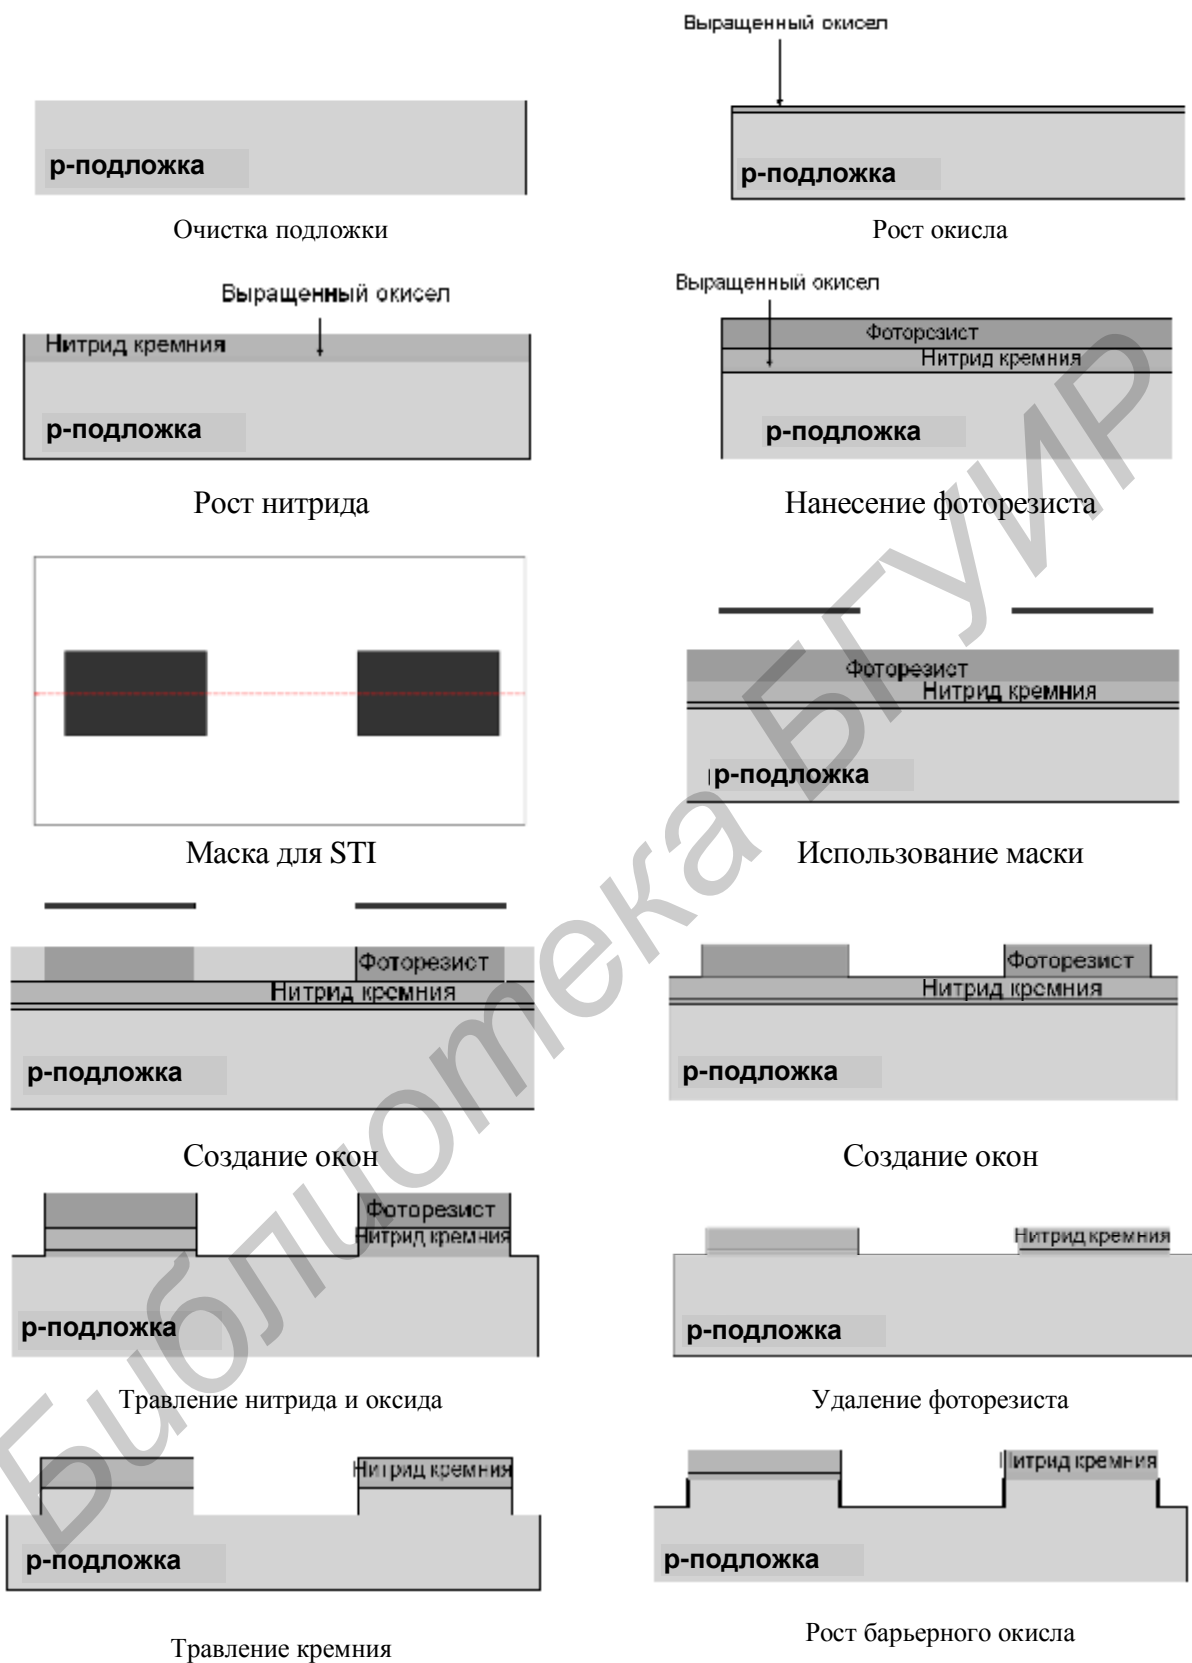 Выращенный окисел
р-подложка
р-подложка
Очистка подложки
Рост окисла
Выращенный окисел
Нитрид кремния
р-подложка
Выращенный окисел
Фоторезист
Нитрид кремния
р-подложка
Рост нитрида
Нанесение фоторезиста
Фоторезист
Нитрид кремния
р-подложка
Маска для STI
Использование маски
Фоторезист
Нитрид кремния
р-подложка
Фоторезист
Нитрид кремния
р-подложка
Создание окон
Создание окон
Фоторезист
Нитрид кремния
р-подложка
Нитрид кремния
р-подложка
Травление нитрида и оксида
Удаление фоторезиста
Нитрид кремния
р-подложка
Нитрид кремния
р-подложка
Травление кремния
Рост барьерного окисла
Библиотека БГУИР